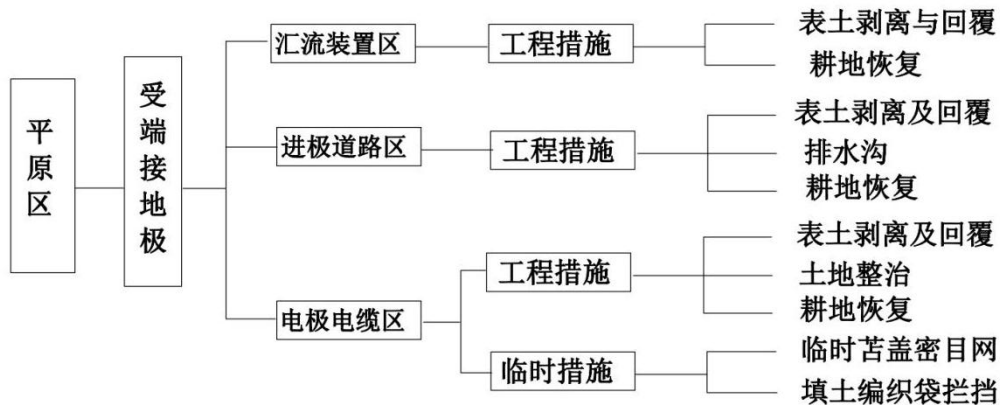 平原区
受端接地极
汇流装置区
工程措施
表土剥离与回覆
耕地恢复
进极道路区
工程措施
表土剥离及回覆
排水沟
耕地恢复
电极电缆区
工程措施
表土剥离及回覆
土地整治
耕地恢复
临时措施
临时苫盖密目网
填土编织袋拦挡